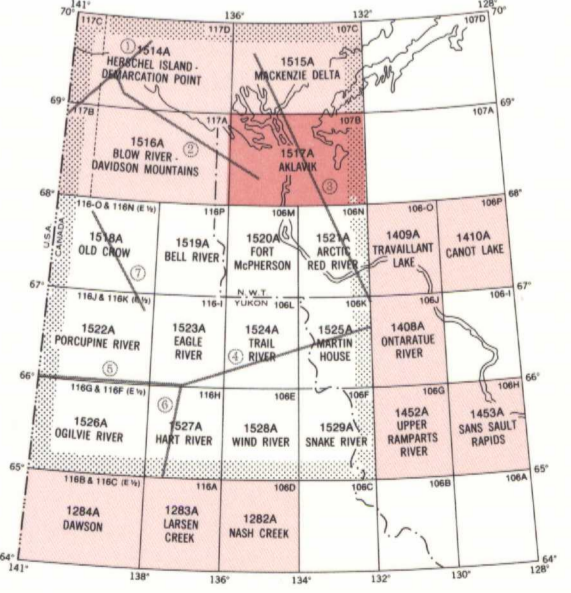 70° 117C 136° 132° 128° 70°
141° 117D 107C 107D
① 1514A 1515A
HERSCHEL ISLAND - MACKENZIE DELTA
DEMARCATION POINT
69° 69°
117B 117A 107B 107A
1516A ② 1517A
BLOW RIVER - AKLAVIK
DAVIDSON MOUNTAINS ③
68° 68°
116-O & 116N (E ½) 116P 106M 106N 106-O 106P
U.S.A.
CANADA
1518A 1519A 1520A 1521A 1409A 1410A
OLD CROW BELL RIVER FORT ARCTIC TRAVAILLANT CANOT LAKE
McPHERSON RED RIVER LAKE
⑦
67° N.W.T. 67°
116J & 116K (E ½) 116-I YUKON 106L 106K 106J 106-I
1522A 1523A 1524A 1525A 1408A
PORCUPINE RIVER EAGLE TRAIL MARTIN ONTARATUE
RIVER RIVER HOUSE RIVER
⑤ ④
66° 66°
116G & 116F (E ½) 116H 106E 106F 106G 106H
⑥
1526A 1527A 1528A 1529A 1452A 1453A
OGILVIE RIVER HART RIVER WIND RIVER SNAKE RIVER UPPER SANS SAULT
RAMPARTS RAPIDS
RIVER
65° 65°
116B & 116C (E ½) 116A 106D 106C 106B 106A
1284A 1283A 1282A
DAWSON LARSEN NASH CREEK
CREEK
64° 64°
141° 138° 136° 134° 132° 130° 128°